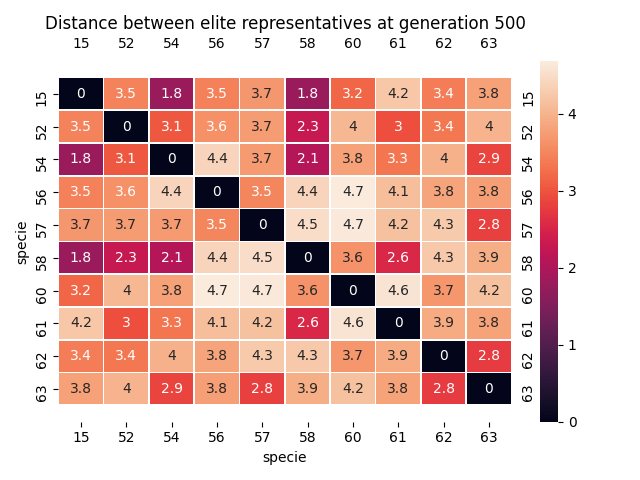 Distance between elite representatives at generation 500
15 52 54 56 57 58 60 61 62 63
15 0 3.5 1.8 3.5 3.7 1.8 3.2 4.2 3.4 3.8 15
52 3.5 0 3.1 3.6 3.7 2.3 4 3 3.4 4 52
54 1.8 3.1 0 4.4 3.7 2.1 3.8 3.3 4 2.9 54
56 3.5 3.6 4.4 0 3.5 4.4 4.7 4.1 3.8 3.8 56
57 3.7 3.7 3.7 3.5 0 4.5 4.7 4.2 4.3 2.8 57
58 1.8 2.3 2.1 4.4 4.5 0 3.6 2.6 4.3 3.9 58
60 3.2 4 3.8 4.7 4.7 3.6 0 4.6 3.7 4.2 60
61 4.2 3 3.3 4.1 4.2 2.6 4.6 0 3.9 3.8 61
62 3.4 3.4 4 3.8 4.3 4.3 3.7 3.9 0 2.8 62
63 3.8 4 2.9 3.8 2.8 3.9 4.2 3.8 2.8 0 63
15 52 54 56 57 58 60 61 62 63
specie
specie
4
3
2
1
0